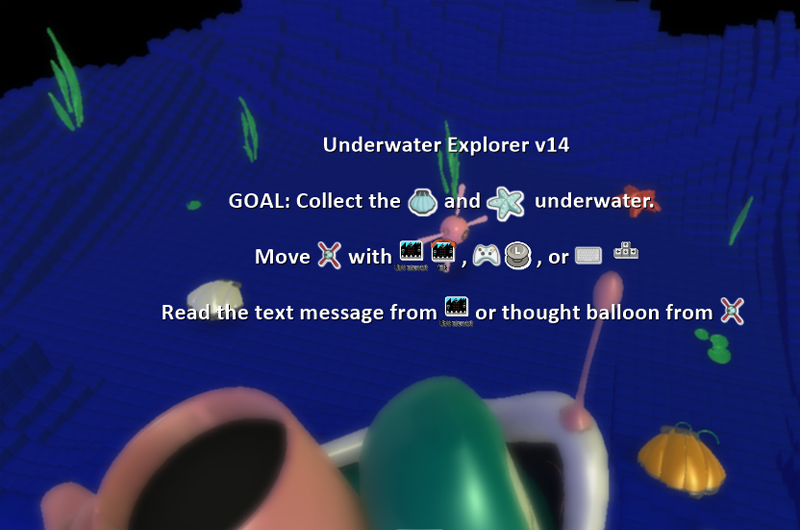 Underwater Explorer v14
GOAL: Collect the and underwater.
Move with , , or
Read the text message from or thought balloon from